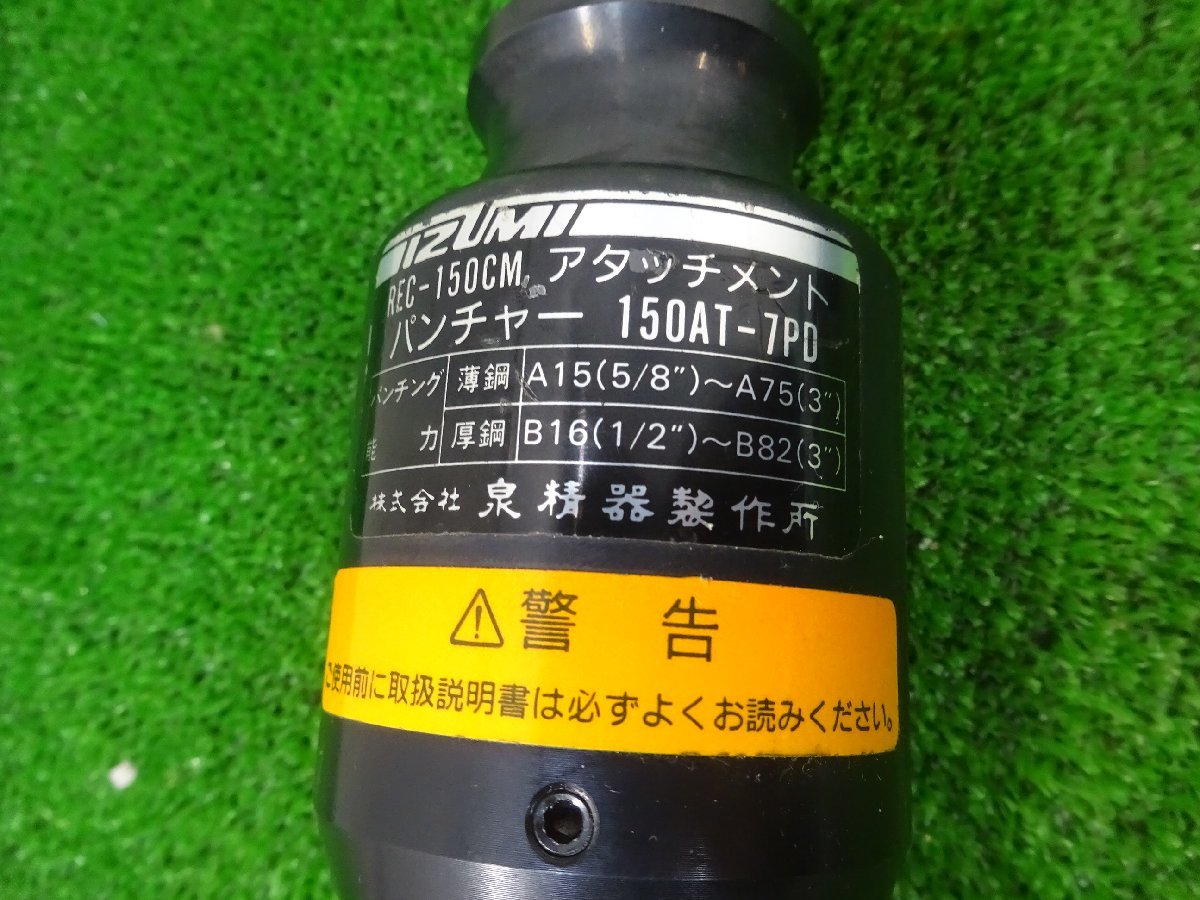 IZUMI
REC-150CM アタッチメント
パンチャー 150AT-7PD
パンチング 薄鋼 A15(5/8")〜A75(3")
能力 厚鋼 B16(1/2")〜B82(3")
株式会社 泉精器製作所
警告
ご使用前に取扱説明書は必ずよくお読みください。